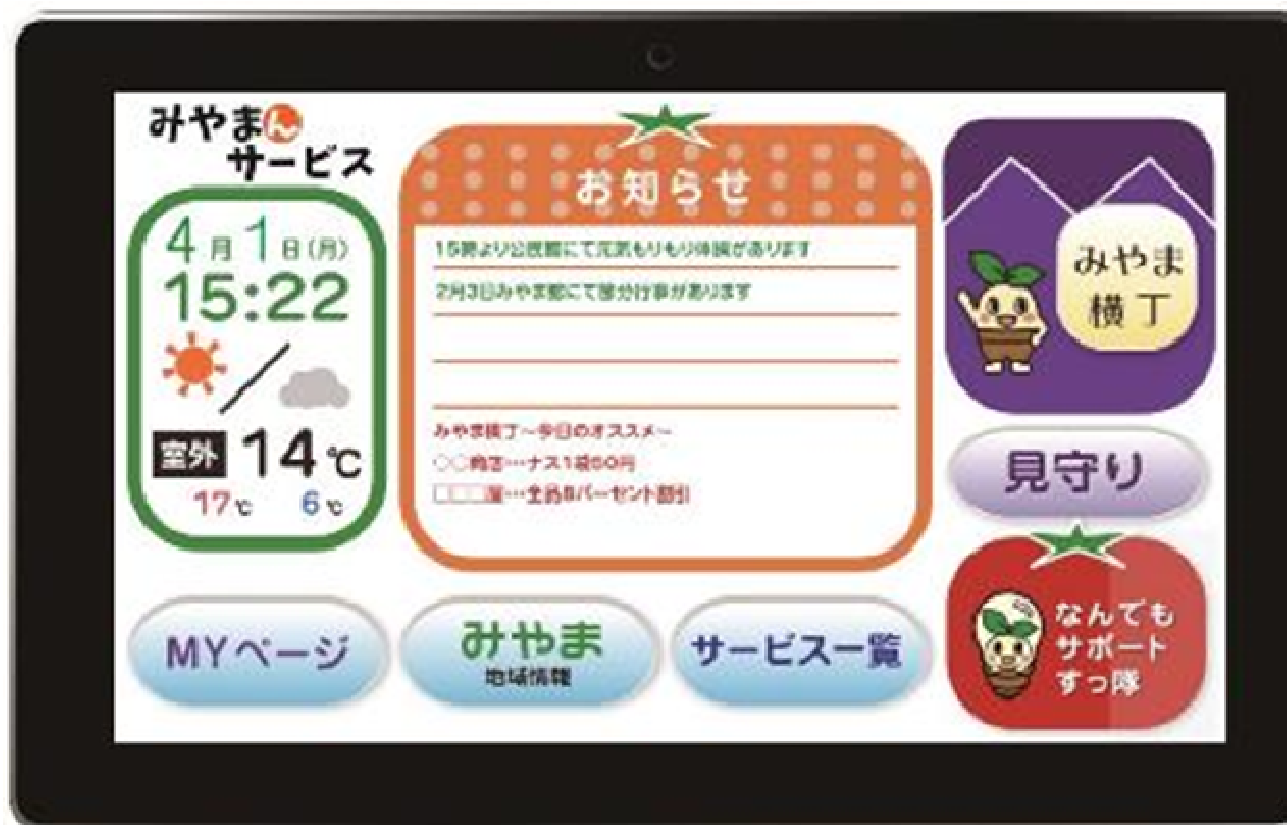 みやまん
サービス
4月1日(月)
15:22
室外 14℃
17℃ 6℃
お知らせ
15時より公民館にて元気もりもり体操があります
2月3日みやま館にて節分行事があります
みやま横丁~今日のオススメ~
○○商店…ナス1袋60円
□□□屋…全品8パーセント割引
みやま
横丁
見守り
なんでも
サポート
すっ隊
MYページ
みやま
地域情報
サービス一覧